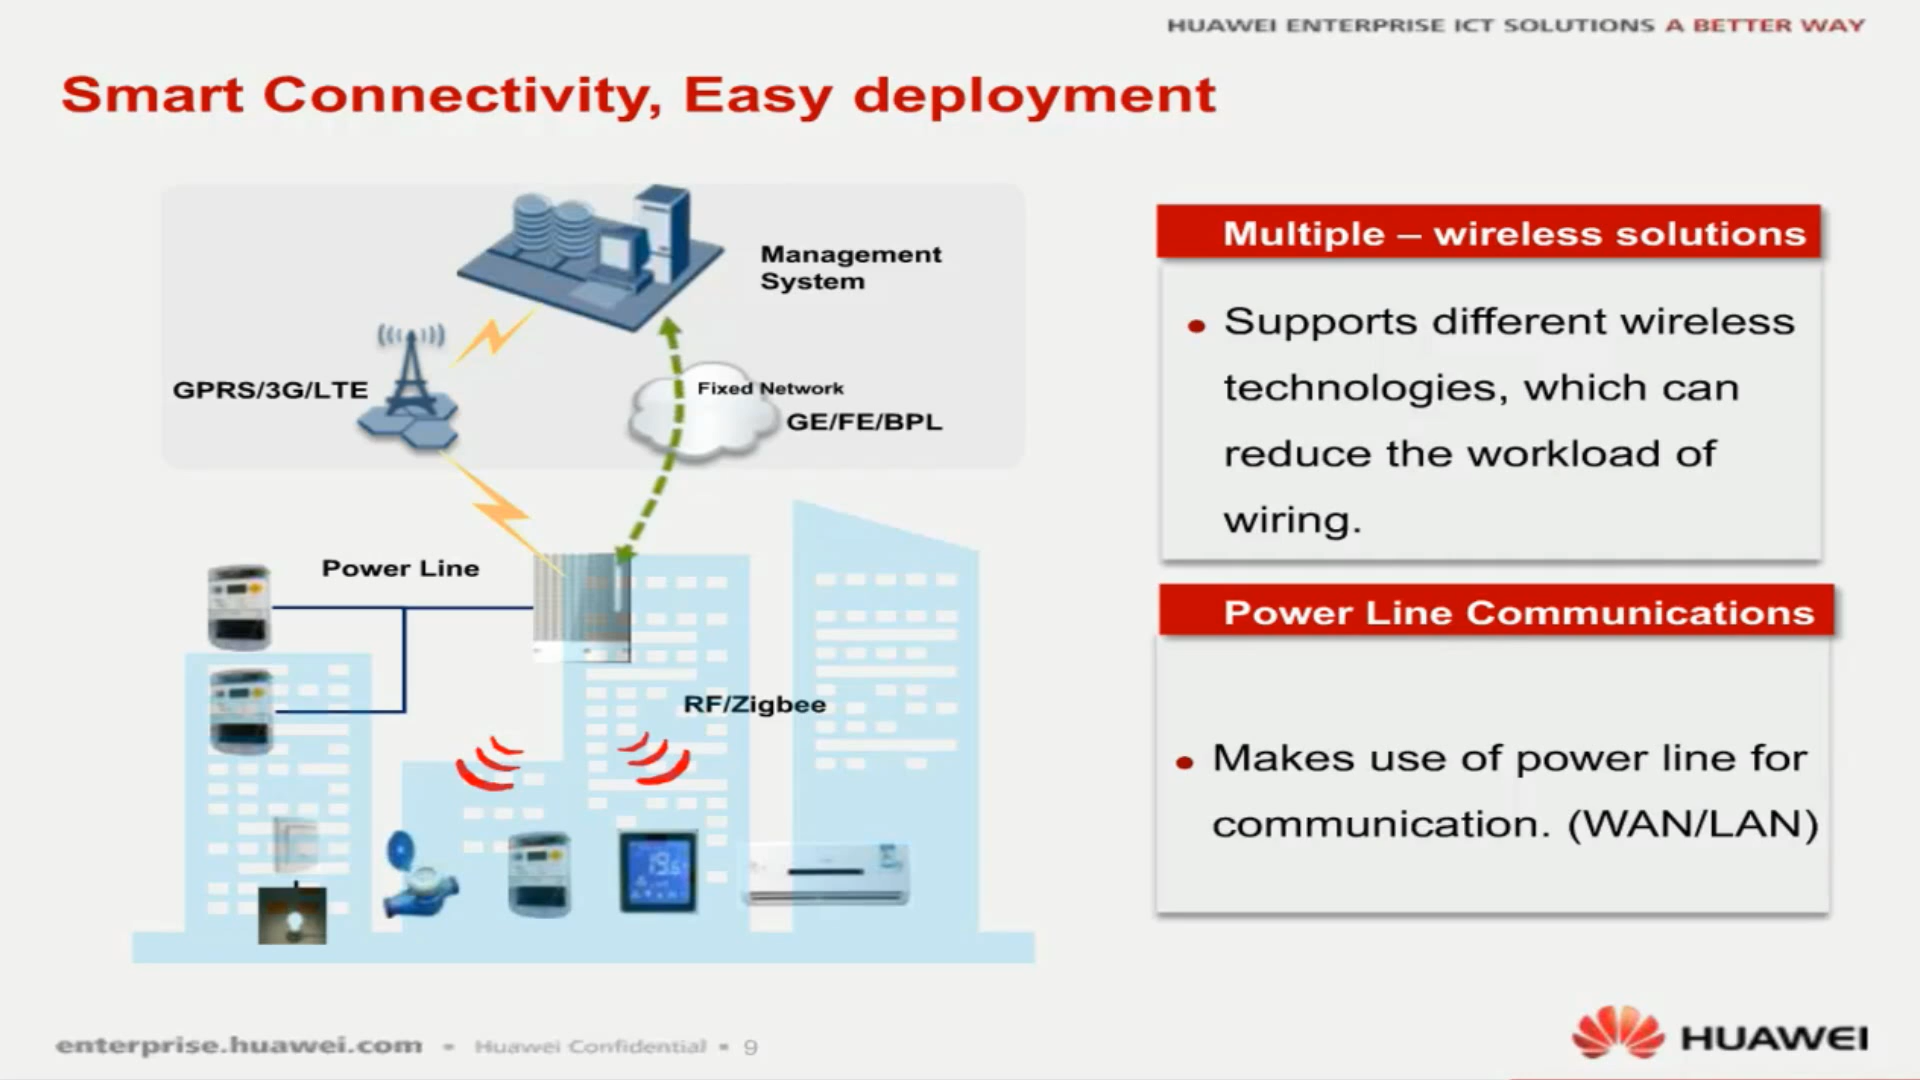 HUAWEI ENTERPRISE ICT SOLUTIONS A BETTER WAY
Smart Connectivity, Easy deployment
Management
System
GPRS/3G/LTE
Fixed Network
GE/FE/BPL
Power Line
RF/Zigbee
Multiple – wireless solutions
• Supports different wireless
technologies, which can
reduce the workload of
wiring.
Power Line Communications
• Makes use of power line for
communication. (WAN/LAN)
enterprise.huawei.com • Huawei Confidential • 9
HUAWEI